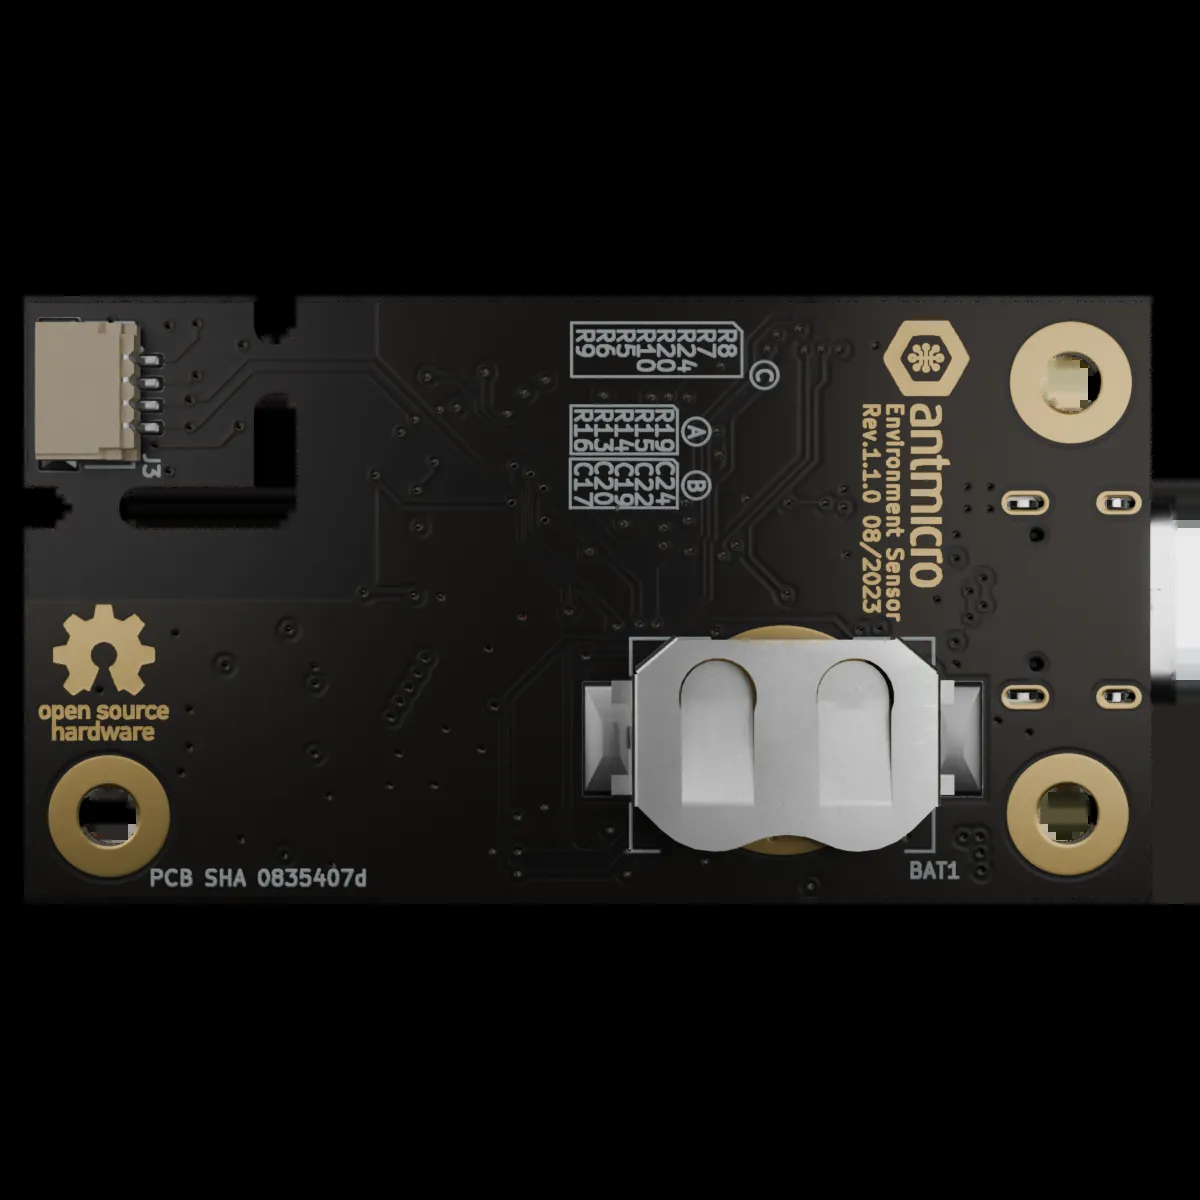 R8
R7
R24
R20
R10
R5
R6
R9
C
R19
R15
R14
R13
R16
A
C24
C22
C19
C20
C17
B
antmicro
Environment Sensor
Rev.1.1.0 08/2023
J3
open source
hardware
PCB SHA 0835407d
BAT1